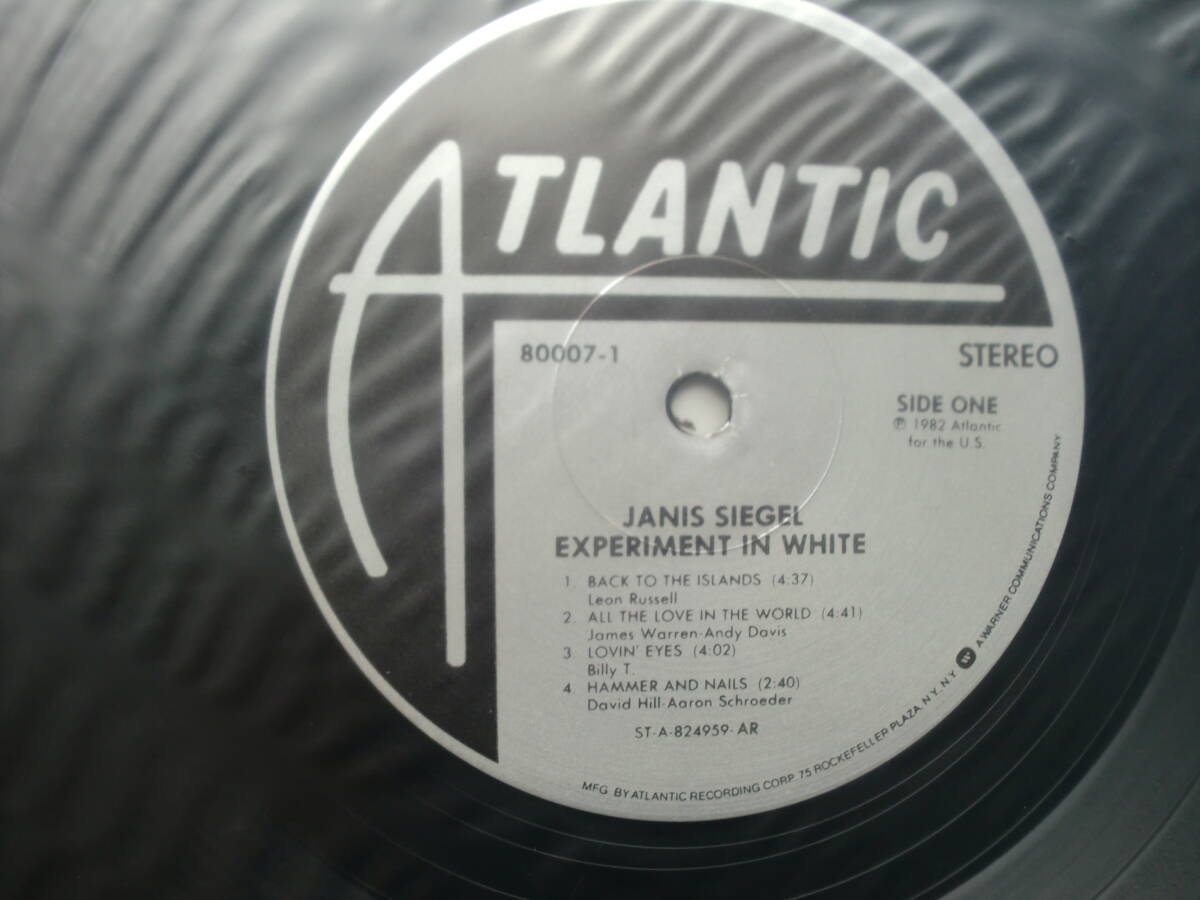 ATLANTIC
80007-1
STEREO
SIDE ONE
℗ 1982 Atlantic
for the U.S.
JANIS SIEGEL
EXPERIMENT IN WHITE
1. BACK TO THE ISLANDS (4:37)
Leon Russell
2. ALL THE LOVE IN THE WORLD (4:41)
James Warren-Andy Davis
3. LOVIN' EYES (4:02)
Billy T.
4. HAMMER AND NAILS (2:40)
David Hill-Aaron Schroeder
ST-A-824959-AR
MFG BY ATLANTIC RECORDING CORP 75 ROCKEFELLER PLAZA, N.Y. N.Y. W A WARNER COMMUNICATIONS COMPANY